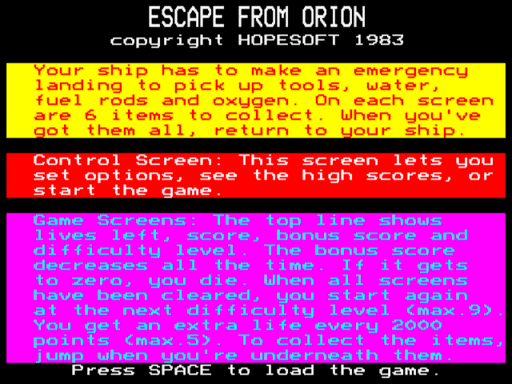 ESCAPE FROM ORION
copyright HOPESOFT 1983
Your ship has to make an emergency
landing to pick up tools, water,
fuel rods and oxygen. On each screen
are 6 items to collect. When you've
got them all, return to your ship.
Control Screen: This screen lets you
set options, see the high scores, or
start the game.
Game Screens: The top line shows
lives left, score, bonus score and
difficulty level. The bonus score
decreases all the time. If it gets
to zero, you die. When all screens
have been cleared, you start again
at the next difficulty level (max.9).
You get an extra life every 2000
points (max.5). To collect the items,
jump when you're underneath them.
Press SPACE to load the game.